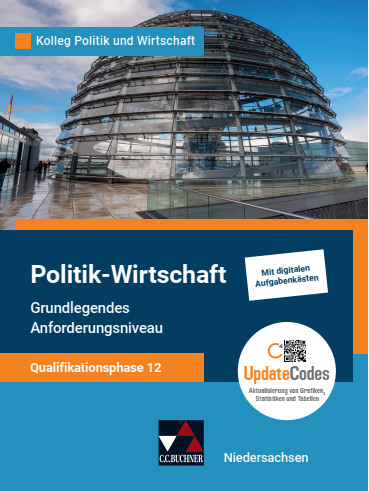 Kolleg Politik und Wirtschaft
Politik-Wirtschaft
Mit digitalen
Aufgabenkästen
Grundlegendes
Anforderungsniveau
Qualifikationsphase 12
UpdateCodes
Aktualisierung von Grafiken,
Statistiken und Tabellen
C.C.BUCHNER
Niedersachsen